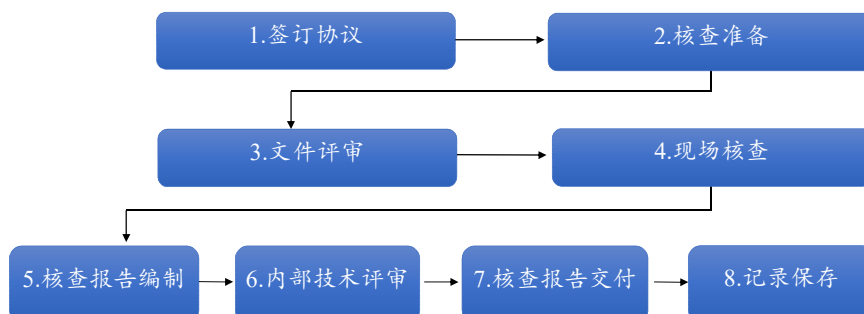 1.签订协议
2.核查准备
3.文件评审
4.现场核查
5.核查报告编制
6.内部技术评审
7.核查报告交付
8.记录保存